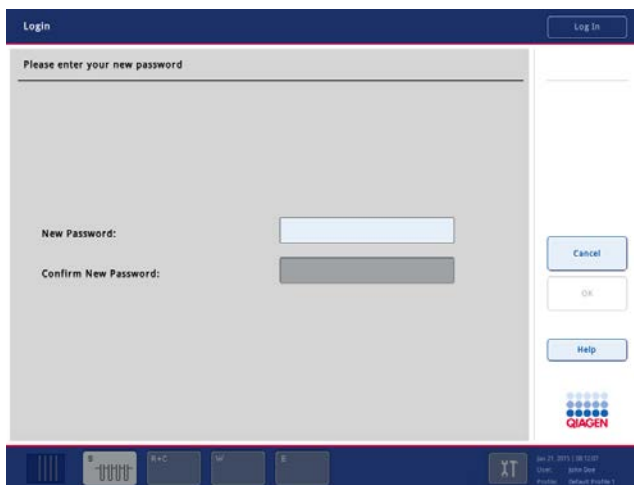 Login
Log In
Please enter your new password
New Password:
Confirm New Password:
Cancel
OK
Help
QIAGEN
S
R+C
W
E
User: John Doe
Profile: Default Profile 1